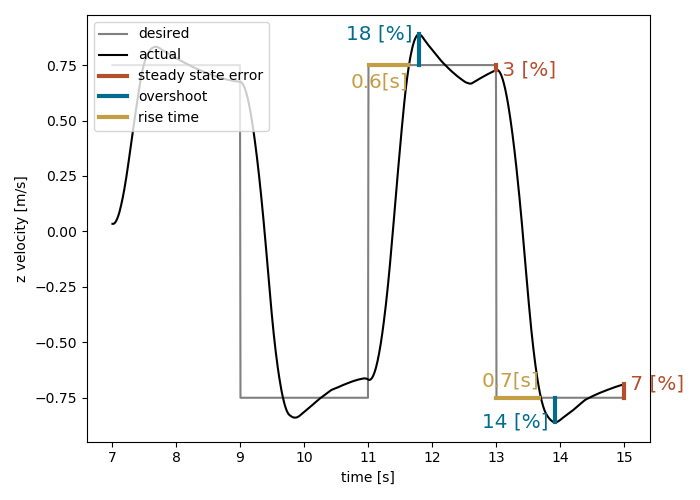 desired
actual
steady state error
overshoot
rise time
18 [%]
0.6[s]
3 [%]
0.7[s]
14 [%]
7 [%]
z velocity [m/s]
0.75
0.50
0.25
0.00
−0.25
−0.50
−0.75
7 8 9 10 11 12 13 14 15
time [s]